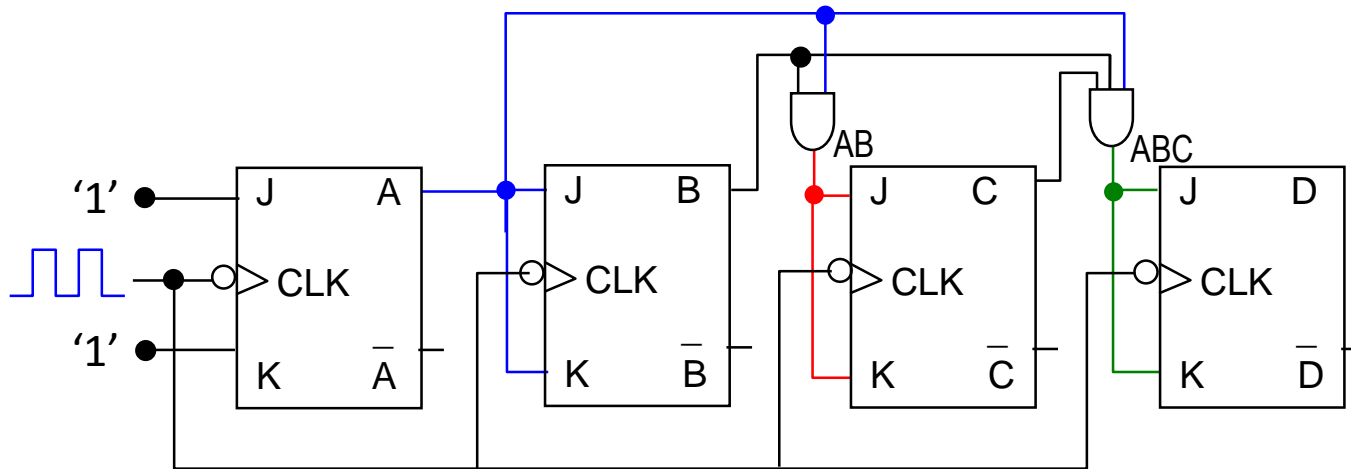 AB
ABC
'1'
J A
J B
J C
J D
CLK
CLK
CLK
CLK
'1'
K A̅
K B̅
K C̅
K D̅